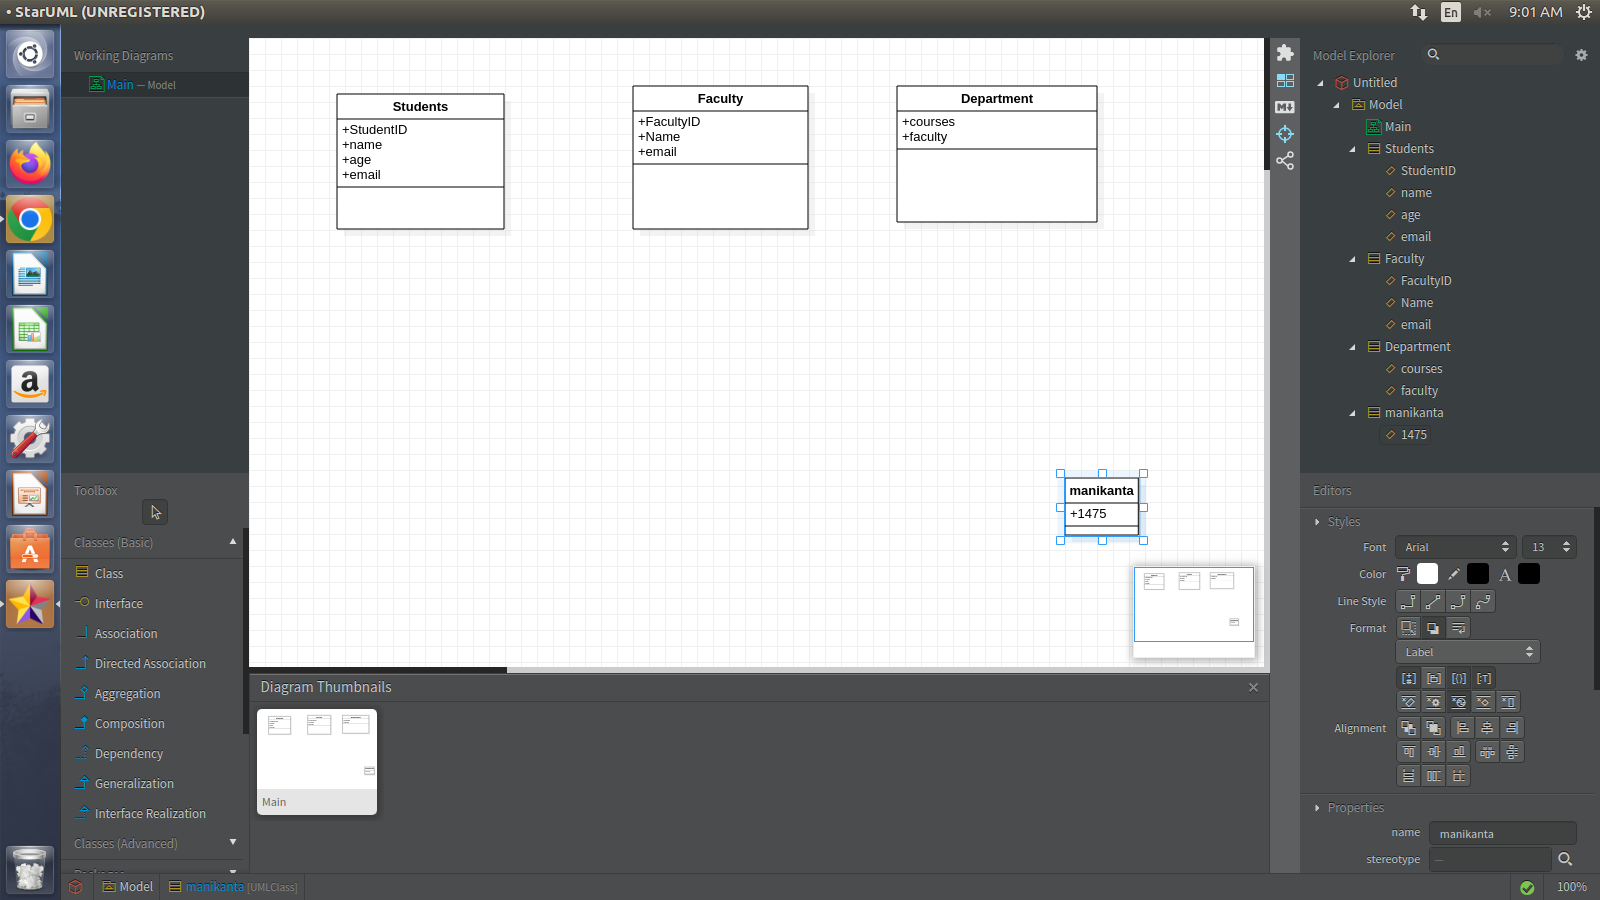 • StarUML (UNREGISTERED)
En
9:01 AM
Working Diagrams
Main — Model
Students
+StudentID
+name
+age
+email
Faculty
+FacultyID
+Name
+email
Department
+courses
+faculty
manikanta
+1475
M
Model Explorer
Untitled
Model
Main
Students
StudentID
name
age
email
Faculty
FacultyID
Name
email
Department
courses
faculty
manikanta
1475
Toolbox
Classes (Basic)
Class
Interface
Association
Directed Association
Aggregation
Composition
Dependency
Generalization
Interface Realization
Classes (Advanced)
Diagram Thumbnails
Main
Editors
Styles
Font Arial 13
Color A
Line Style
Format
Label
Alignment
Properties
name manikanta
stereotype —
Model
manikanta [UMLClass]
100%